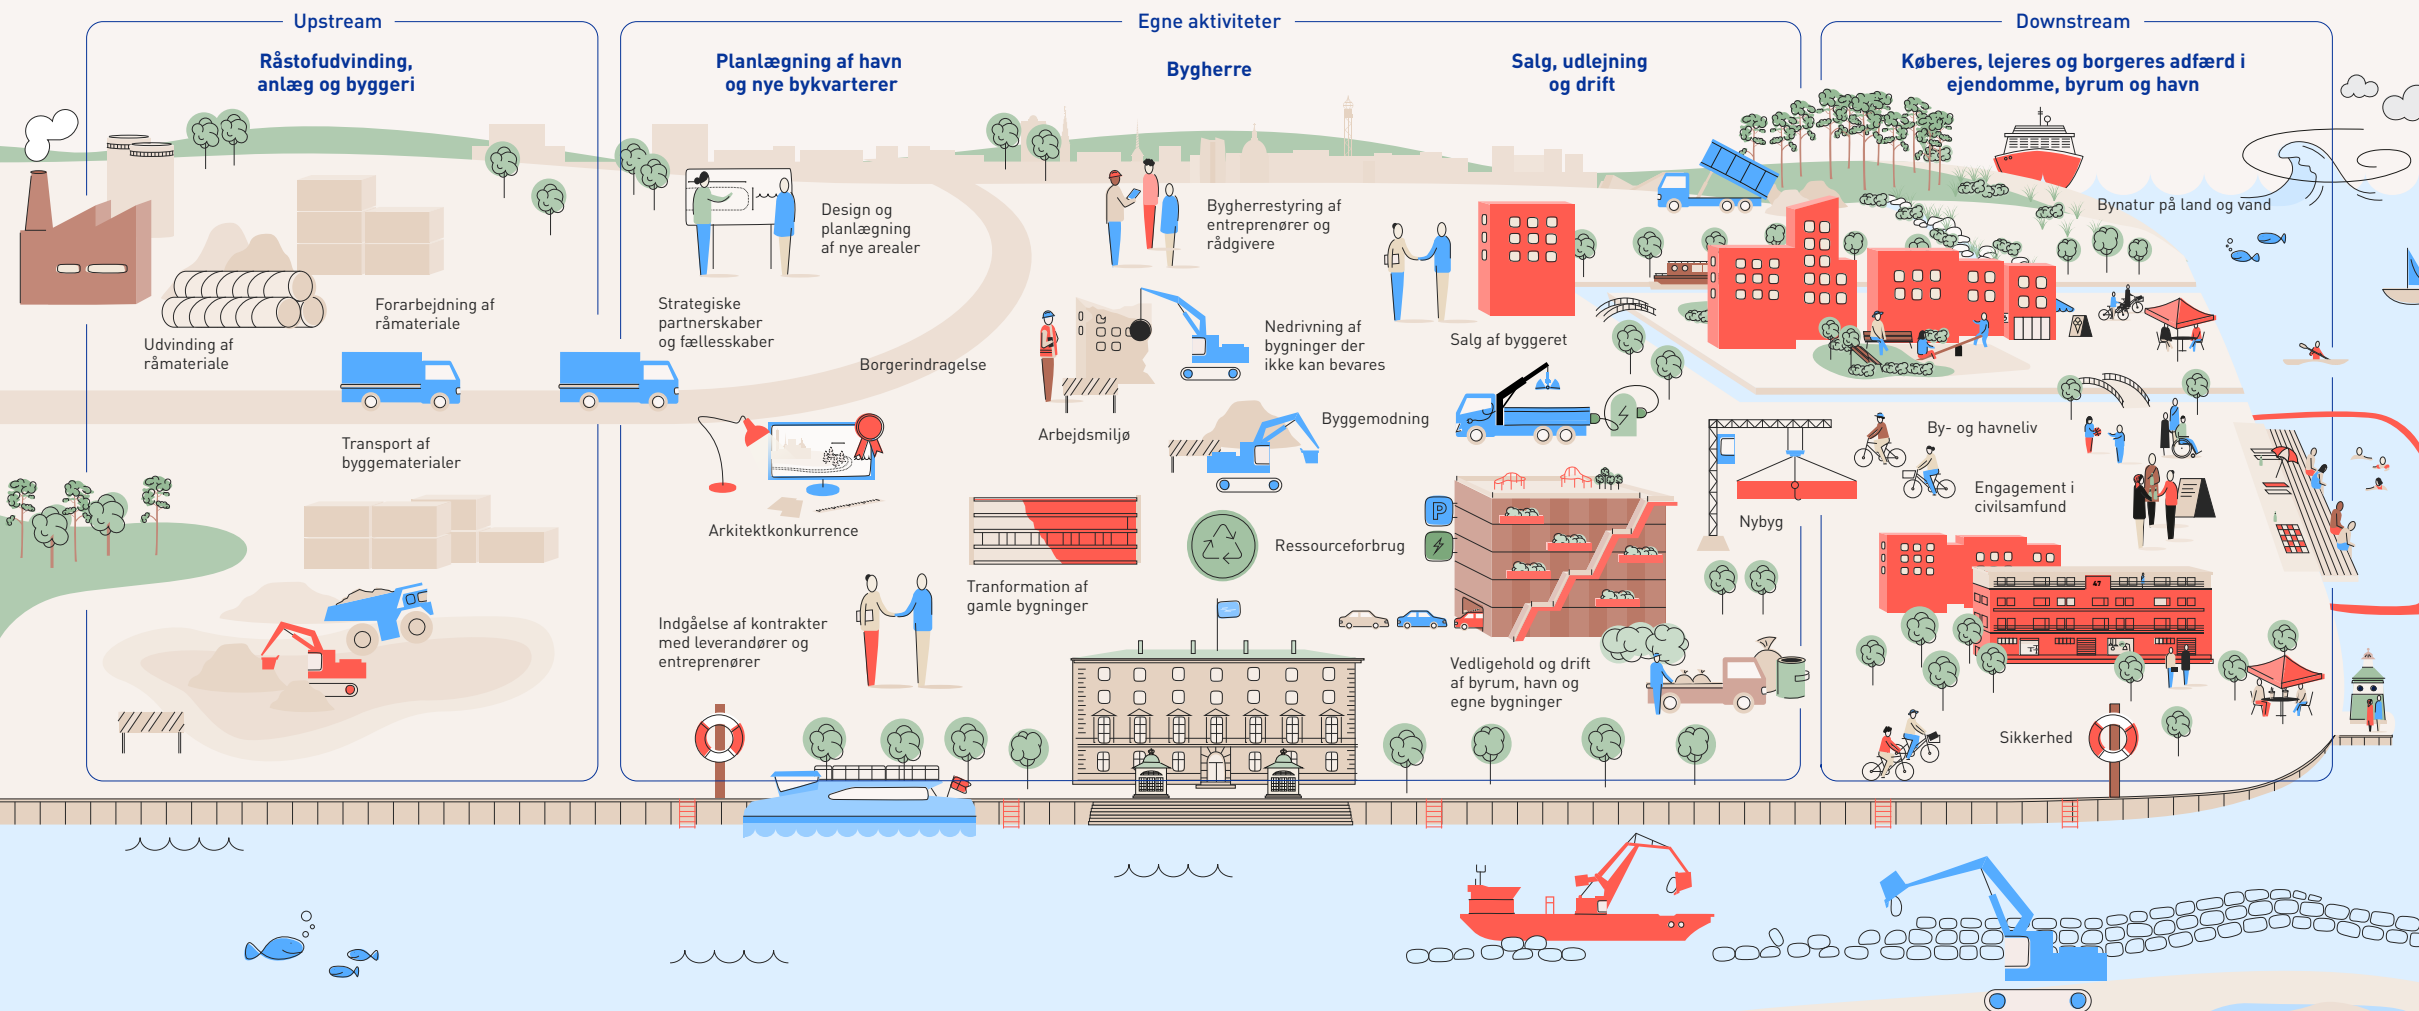 Upstream
Råstofudvinding,
anlæg og byggeri
Udvinding af
råmateriale
Forarbejdning af
råmateriale
Transport af
byggematerialer
Egne aktiviteter
Planlægning af havn
og nye bykvarterer
Design og
planlægning
af nye arealer
Strategiske
partnerskaber
og fællesskaber
Borgerindragelse
Arkitektkonkurrence
Indgåelse af kontrakter
med leverandører og
entreprenører
Bygherre
Bygherrestyring af
entreprenører og
rådgivere
Nedrivning af
bygninger der
ikke kan bevares
Arbejdsmiljø
Byggemodning
Tranformation af
gamle bygninger
Ressourceforbrug
Salg, udlejning
og drift
Salg af byggeret
P
Nybyg
Vedligehold og drift
af byrum, havn og
egne bygninger
Downstream
Køberes, lejeres og borgeres adfærd i
ejendomme, byrum og havn
Bynatur på land og vand
By- og havneliv
Engagement i
civilsamfund
47
Sikkerhed